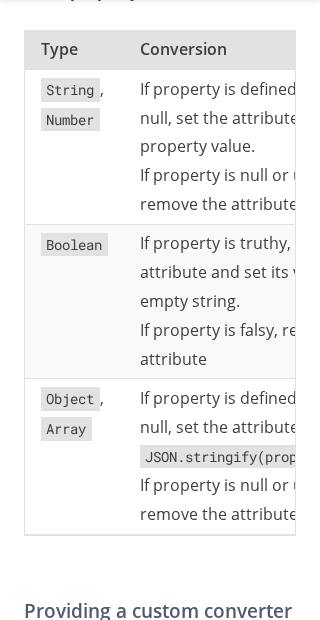 Type Conversion
String, If property is defined
Number null, set the attribute
property value.
If property is null or
remove the attribute
Boolean If property is truthy,
attribute and set its
empty string.
If property is falsy,
attribute
Object, If property is defined
Array null, set the attribute
JSON.stringify(prop
If property is null or
remove the attribute
Providing a custom converter